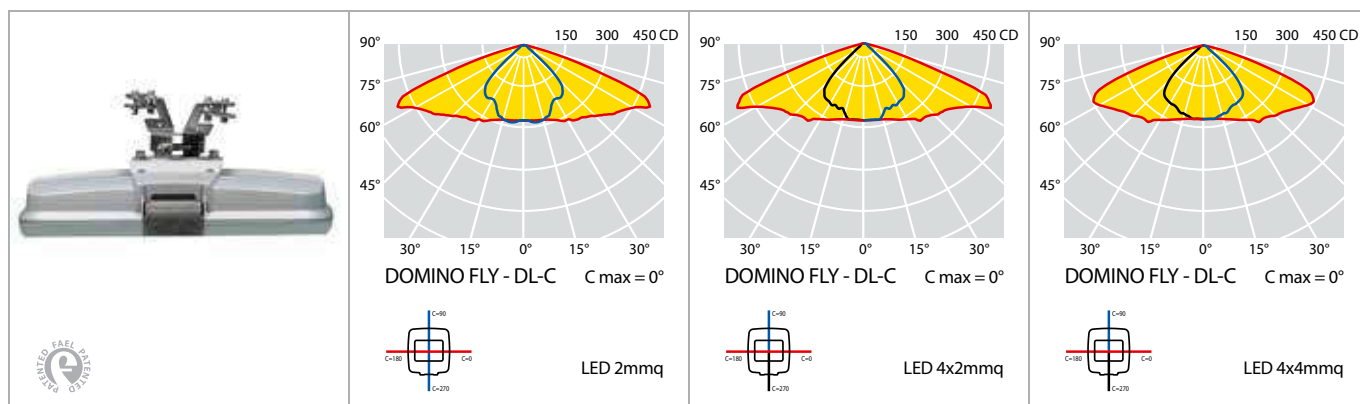 PATENTED FAEL PATENTED
150 300 450 CD
90°
75°
60°
45°
30° 15° 0° 15° 30°
DOMINO FLY - DL-C C max = 0°
C=90
C=180 C=0
C=270
LED 2mmq
150 300 450 CD
90°
75°
60°
45°
30° 15° 0° 15° 30°
DOMINO FLY - DL-C C max = 0°
C=90
C=180 C=0
C=270
LED 4x2mmq
150 300 450 CD
90°
75°
60°
45°
30° 15° 0° 15° 30°
DOMINO FLY - DL-C C max = 0°
C=90
C=180 C=0
C=270
LED 4x4mmq